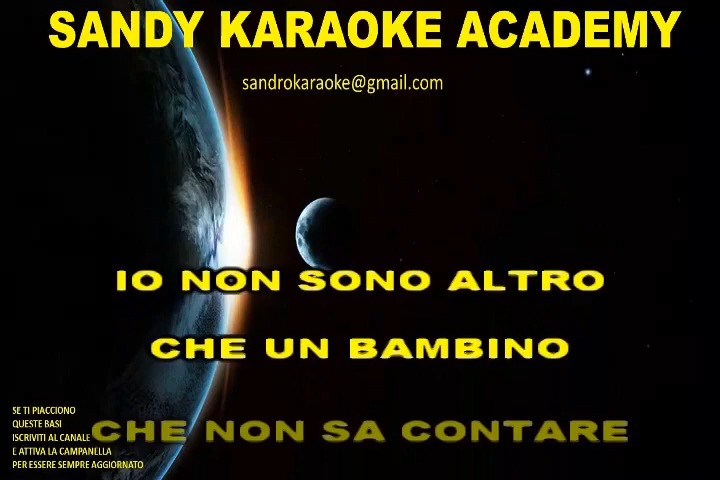 SANDY KARAOKE ACADEMY
sandrokaraoke@gmail.com
IO NON SONO ALTRO
CHE UN BAMBINO
CHE NON SA CONTARE
SE TI PIACCIONO
QUESTE BASI
ISCRIVITI AL CANALE
E ATTIVA LA CAMPANELLA
PER ESSERE SEMPRE AGGIORNATO